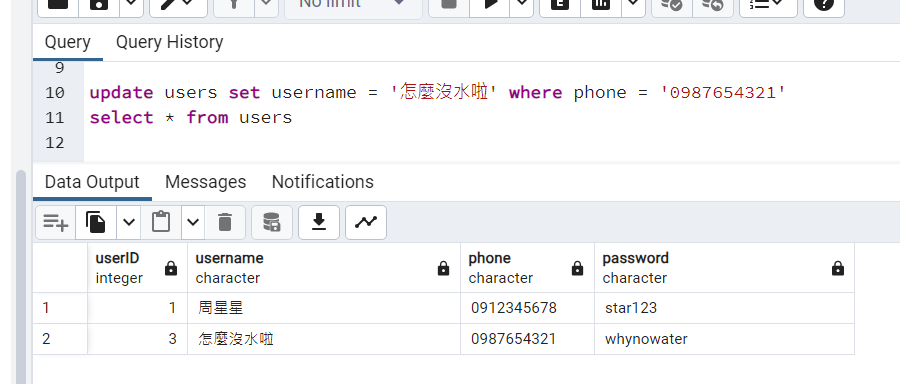 No limit
Query Query History
9
10 update users set username = '怎麼沒水啦' where phone = '0987654321'
11 select * from users
12
Data Output Messages Notifications
userID username phone password
integer character character character
1 1 周星星 0912345678 star123
2 3 怎麼沒水啦 0987654321 whynowater